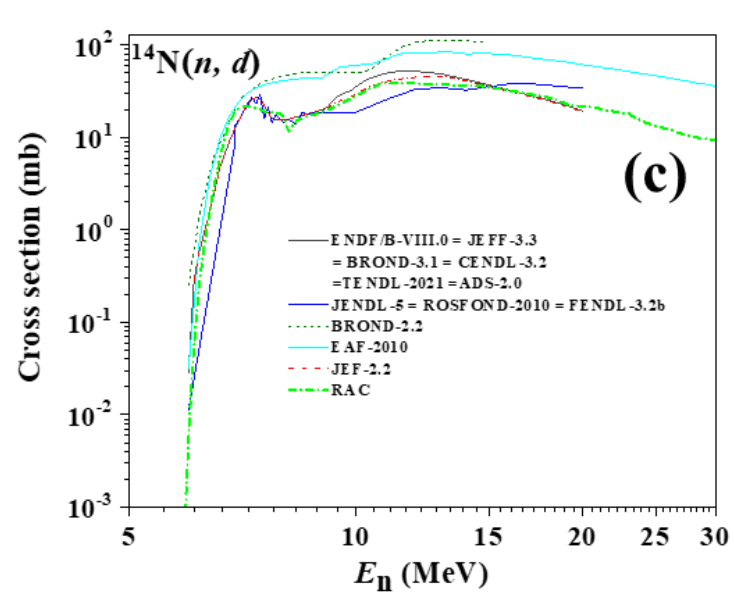 10²
10¹
10⁰
10⁻¹
10⁻²
10⁻³
Cross section (mb)
¹⁴N(n, d)
(c)
ENDF/B-VIII.0 = JEFF-3.3
= BROND-3.1 = CENDL-3.2
=TENDL-2021 =ADS-2.0
JENDL-5 = ROSFOND-2010 = FENDL-3.2b
BROND-2.2
EAF-2010
JEF-2.2
RAC
5 10 15 20 25 30
Eₙ (MeV)